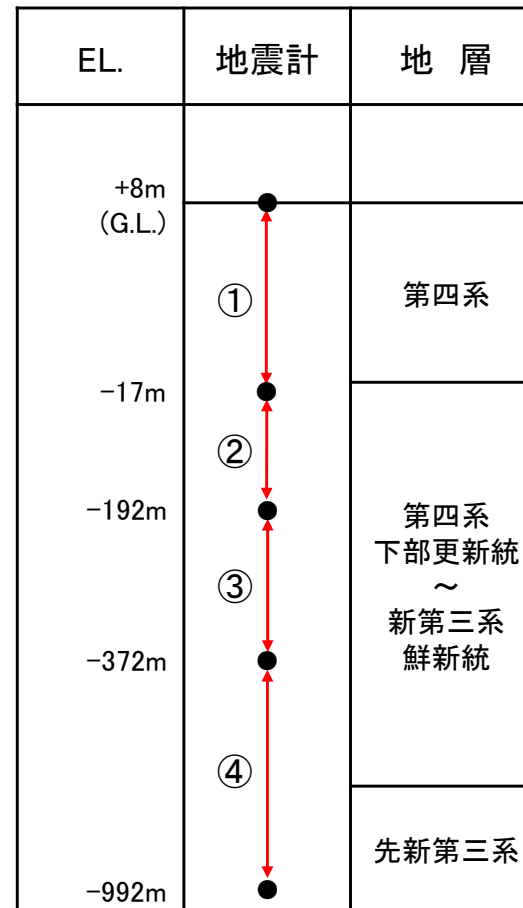 EL.
地震計
地 層
+8m
(G.L.)
①
第四系
-17m
②
-192m
第四系
下部更新統
～
新第三系
鮮新統
③
-372m
④
先新第三系
-992m